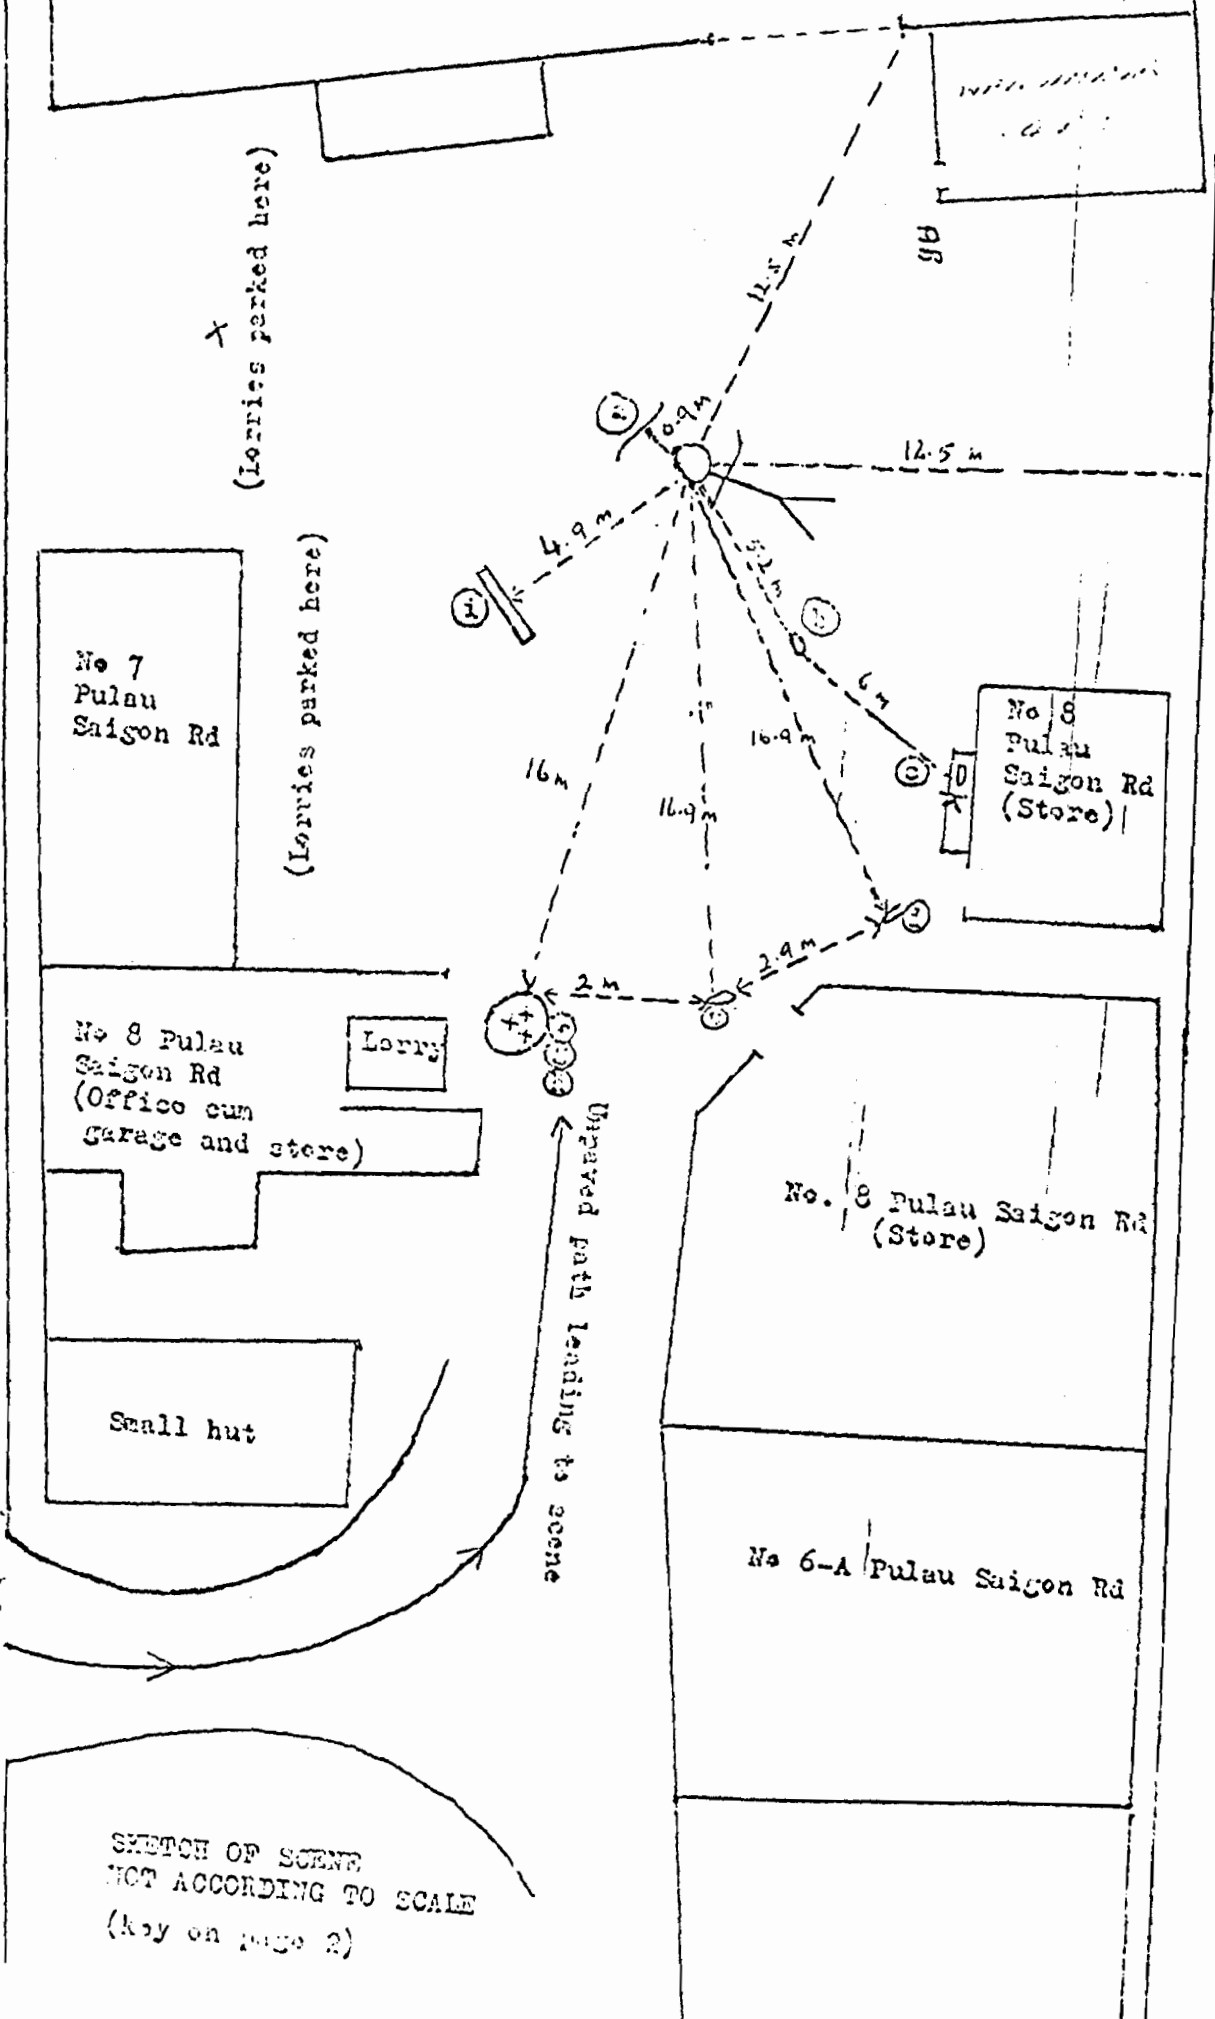 AB
(Lorries parked here)
X
12.5 m
0.9 m
12.5 m
4.9 m
i
5.2 m
b
(Lorries parked here)
No 7
Pulau
Saigon Rd
6 m
No 8
Pulau
Saigon Rd
(Store)
16 m
16.9 m
16.9 m
2.9 m
2 m
No 8 Pulau
Saigon Rd
(Office cum
garage and store)
Lorry
Unpaved path leading to scene
No. 8 Pulau Saigon Rd
(Store)
Small hut
No 6-A Pulau Saigon Rd
SKETCH OF SCENE
NOT ACCORDING TO SCALE
(Key on page 2)